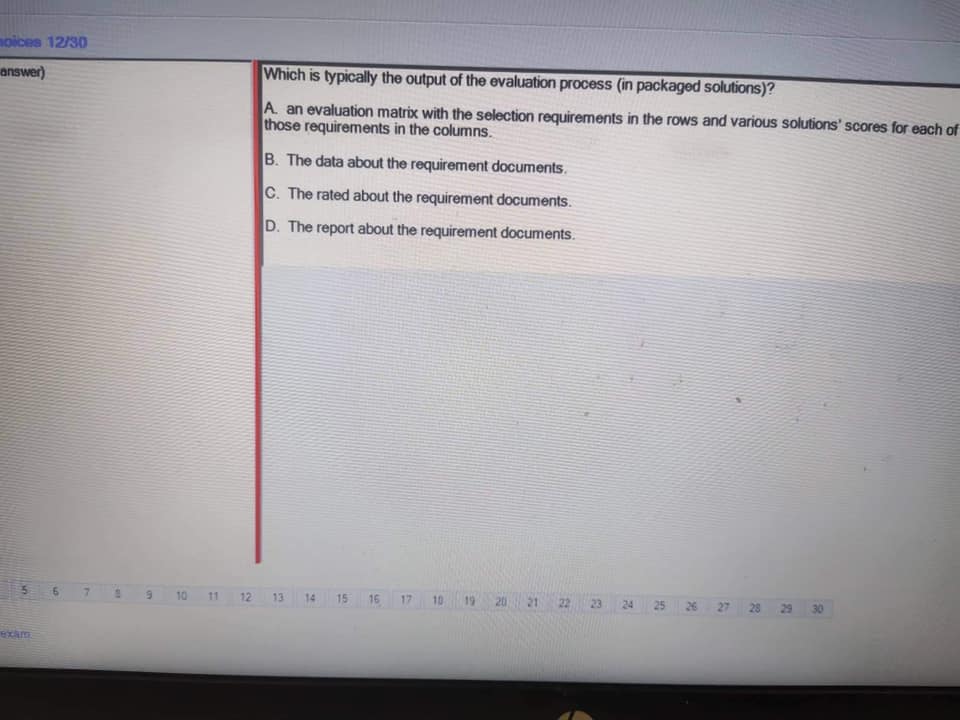 oices 12/30
answer)
Which is typically the output of the evaluation process (in packaged solutions)?
A. an evaluation matrix with the selection requirements in the rows and various solutions' scores for each of
those requirements in the columns.
B. The data about the requirement documents.
C. The rated about the requirement documents.
D. The report about the requirement documents.
5 6 7 8 9 10 11 12 13 14 15 16 17 18 19 20 21 22 23 24 25 26 27 28 29 30
exam